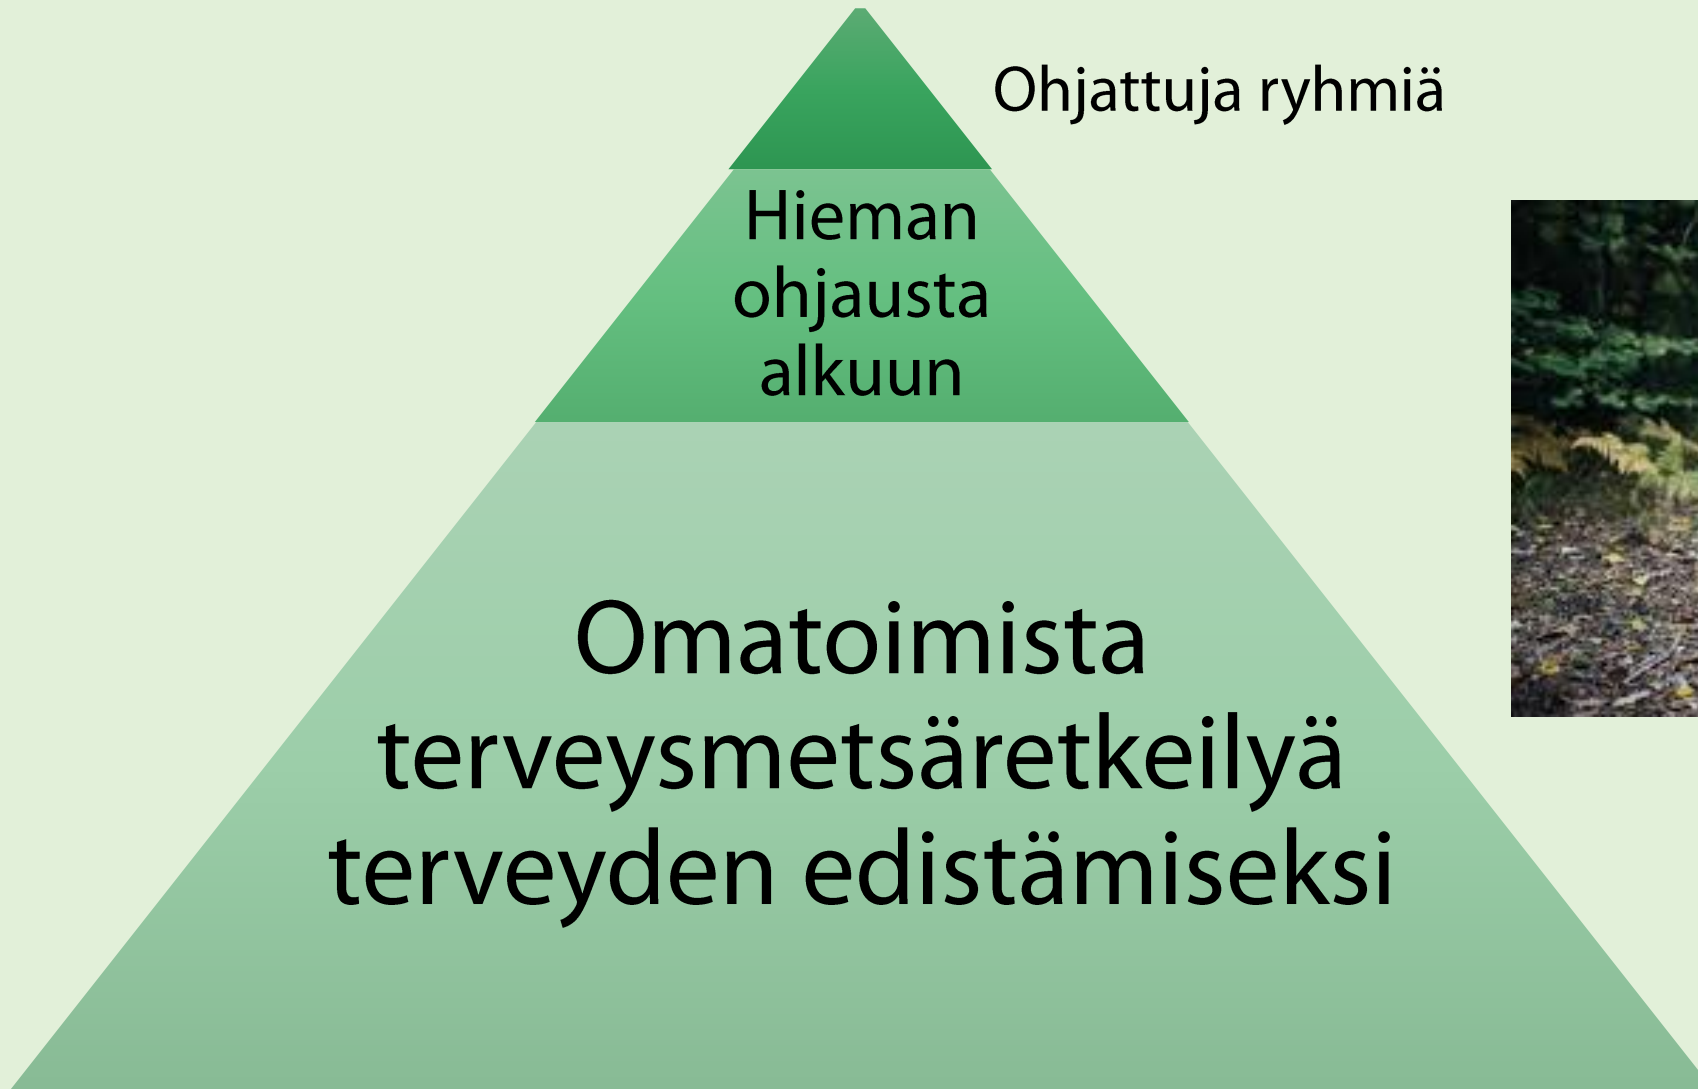 Ohjattuja ryhmiä
Hieman
ohjausta
alkuun
Omatoimista
terveysmetsäretkeilyä
terveyden edistämiseksi